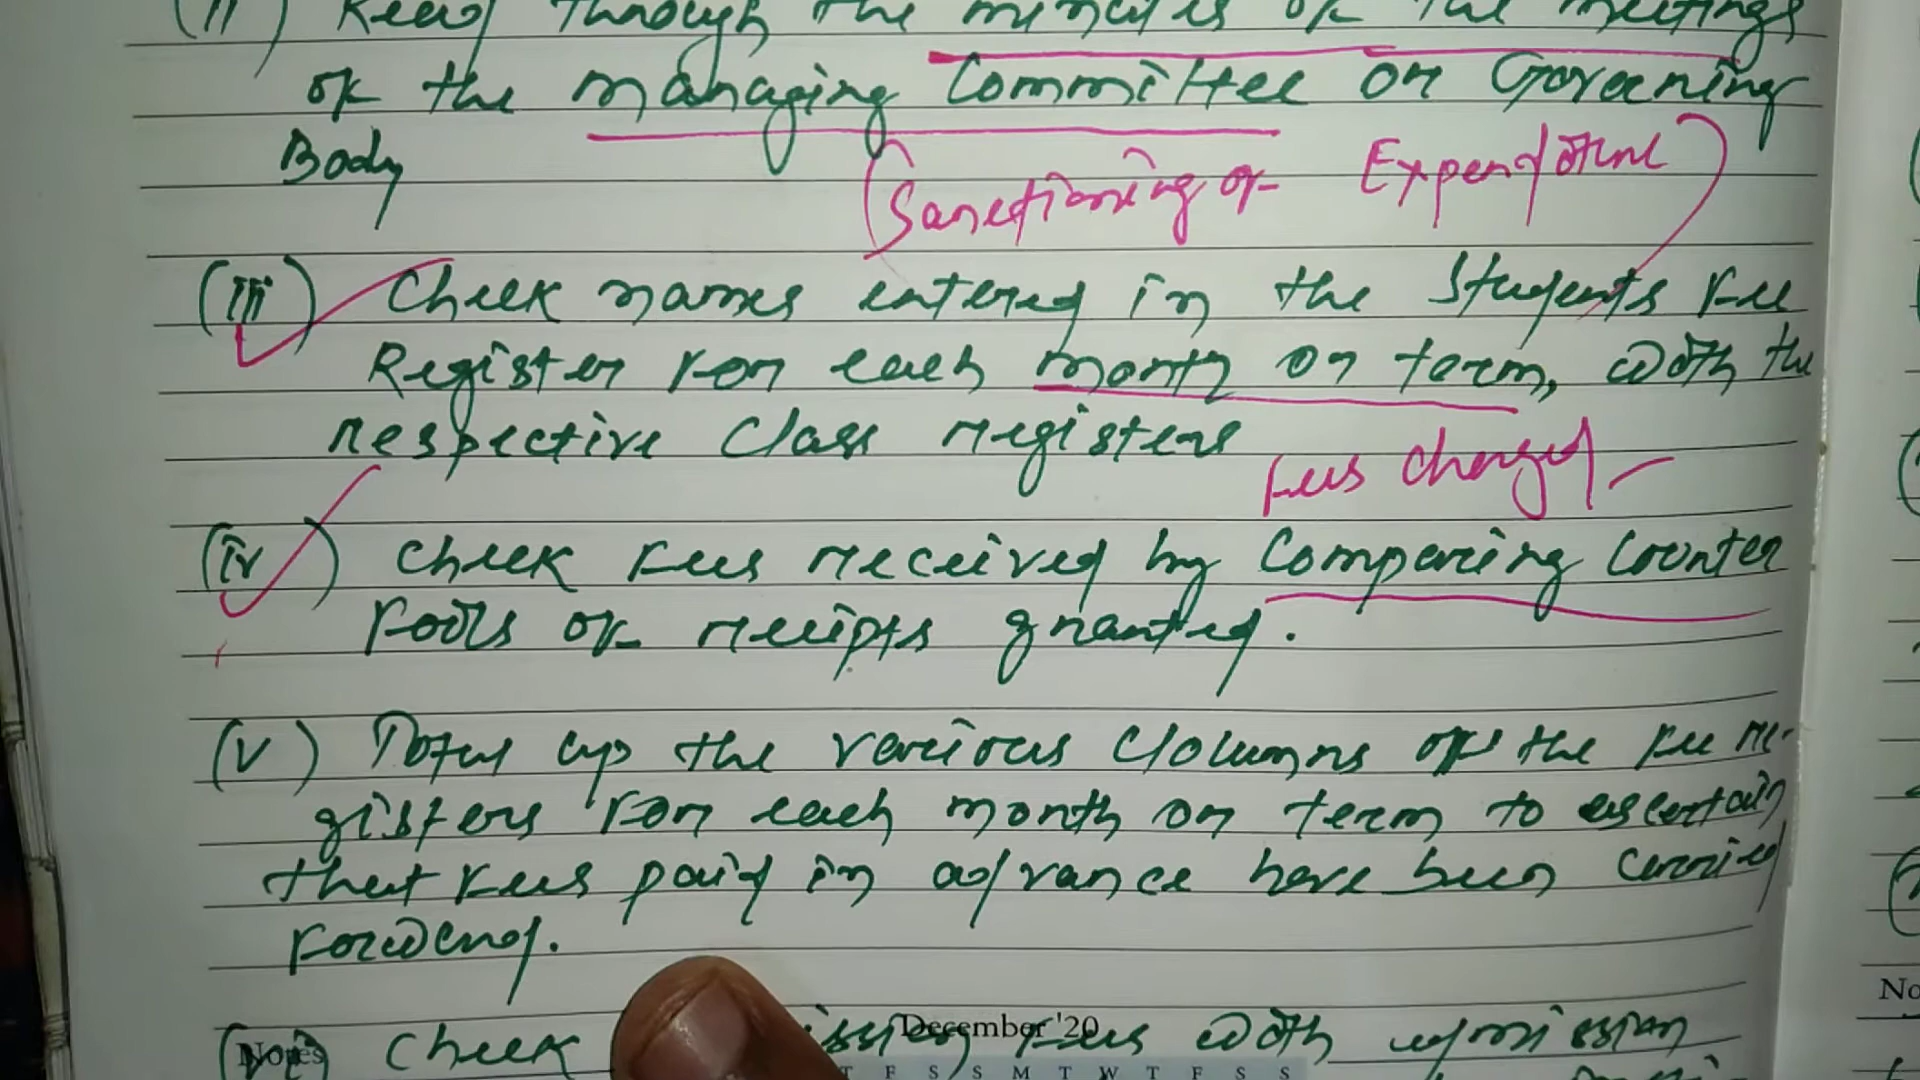 (ii) Read through the minutes of the meetings
of the managing Committee or Governing
Body
(Sanctioning of Expenditure)
(iii) Check names entered in the Students fee
Register for each month or term, with the
respective Class registers
Fees charged -
(iv) Check fees received by Comparing Counter
foils of receipts granted.
(v) Total up the various Columns of the fee re-
gisters for each month or term to ascertain
that fees paid in advance have been carried
forward.
(vi) Check fees with admission
Notes
December '20
T F S S M T W T F S S
No